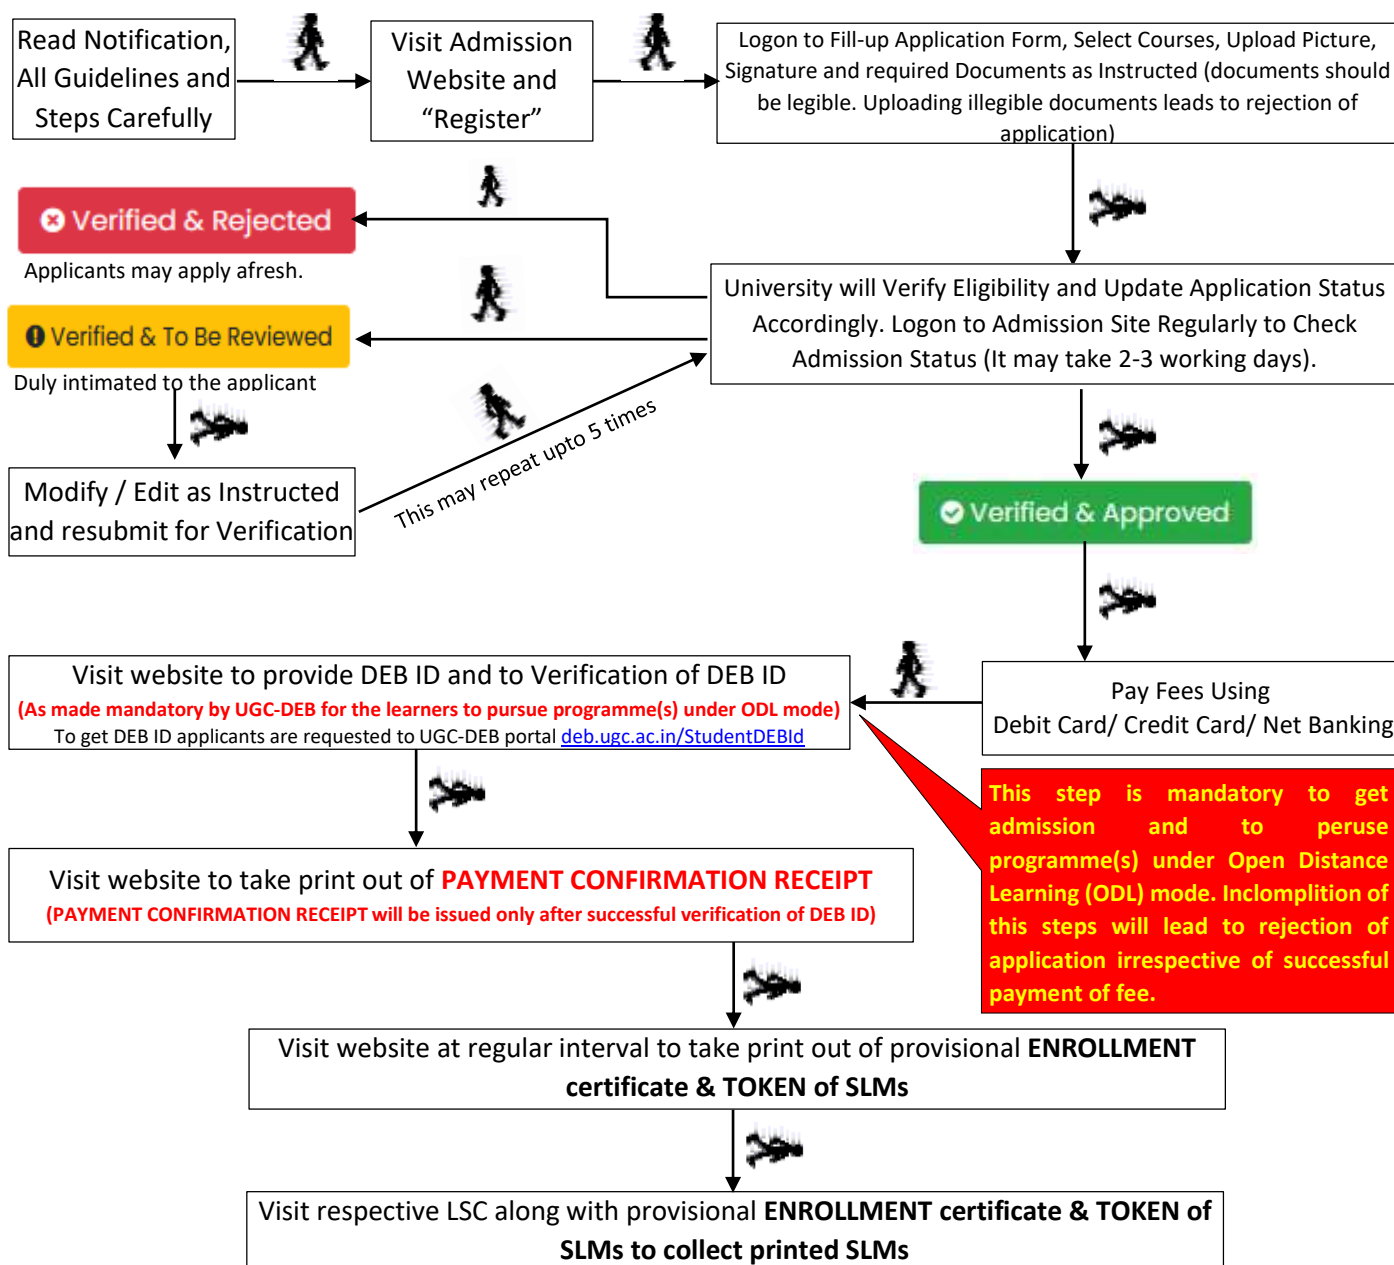 Read Notification,
All Guidelines and
Steps Carefully
Visit Admission
Website and
“Register”
Logon to Fill-up Application Form, Select Courses, Upload Picture,
Signature and required Documents as Instructed (documents should
be legible. Uploading illegible documents leads to rejection of
application)
Verified & Rejected
Applicants may apply afresh.
Verified & To Be Reviewed
Duly intimated to the applicant
University will Verify Eligibility and Update Application Status
Accordingly. Logon to Admission Site Regularly to Check
Admission Status (It may take 2-3 working days).
This may repeat upto 5 times
Modify / Edit as Instructed
and resubmit for Verification
Verified & Approved
Pay Fees Using
Debit Card/ Credit Card/ Net Banking
Visit website to provide DEB ID and to Verification of DEB ID
(As made mandatory by UGC-DEB for the learners to pursue programme(s) under ODL mode)
To get DEB ID applicants are requested to UGC-DEB portal deb.ugc.ac.in/StudentDEBId
This step is mandatory to get
admission and to peruse
programme(s) under Open Distance
Learning (ODL) mode. Inclomplition of
this steps will lead to rejection of
application irrespective of successful
payment of fee.
Visit website to take print out of PAYMENT CONFIRMATION RECEIPT
(PAYMENT CONFIRMATION RECEIPT will be issued only after successful verification of DEB ID)
Visit website at regular interval to take print out of provisional ENROLLMENT
certificate & TOKEN of SLMs
Visit respective LSC along with provisional ENROLLMENT certificate & TOKEN of
SLMs to collect printed SLMs